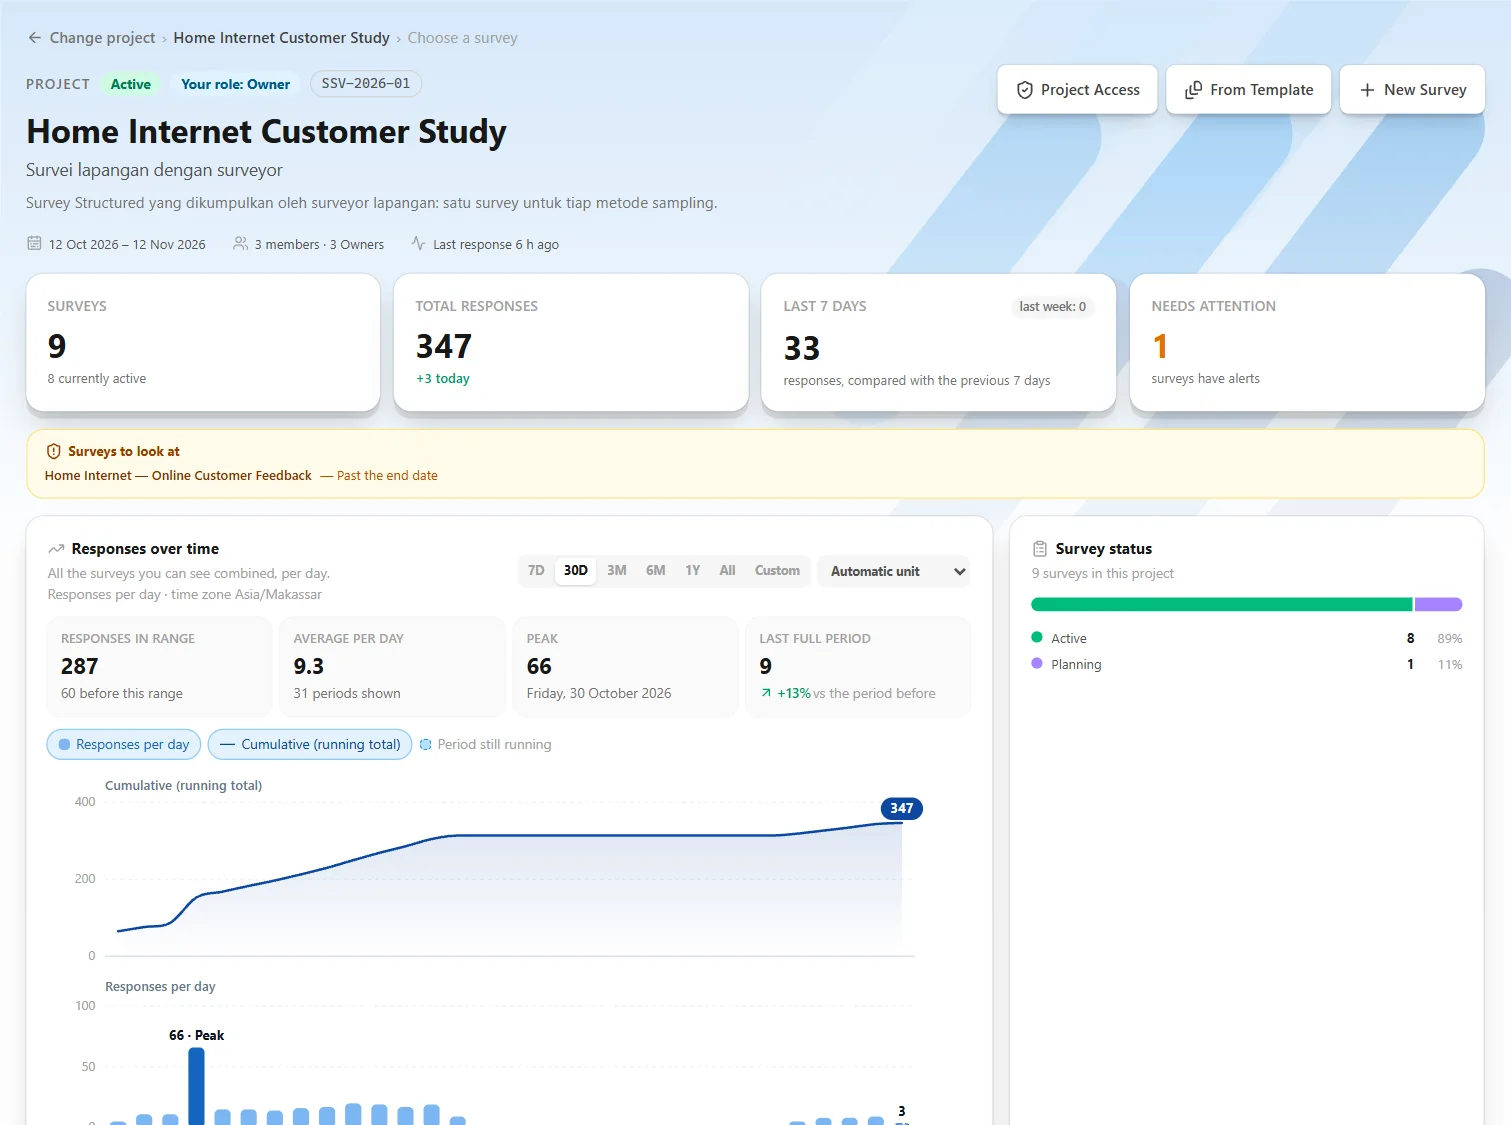 Change project › Home Internet Customer Study › Choose a survey
PROJECT Active Your role: Owner SSV-2026-01
Project Access From Template New Survey
Home Internet Customer Study
Survei lapangan dengan surveyor
Survey Structured yang dikumpulkan oleh surveyor lapangan: satu survey untuk tiap metode sampling.
12 Oct 2026 – 12 Nov 2026 3 members · 3 Owners Last response 6 h ago
SURVEYS
9
8 currently active
TOTAL RESPONSES
347
+3 today
LAST 7 DAYS last week: 0
33
responses, compared with the previous 7 days
NEEDS ATTENTION
1
surveys have alerts
Surveys to look at
Home Internet — Online Customer Feedback — Past the end date
Responses over time
All the surveys you can see combined, per day.
Responses per day · time zone Asia/Makassar
7D 30D 3M 6M 1Y All Custom Automatic unit
RESPONSES IN RANGE
287
60 before this range
AVERAGE PER DAY
9.3
31 periods shown
PEAK
66
Friday, 30 October 2026
LAST FULL PERIOD
9
+13% vs the period before
Responses per day Cumulative (running total) Period still running
Cumulative (running total)
400
347
200
0
Responses per day
100
66 · Peak
50
3
Survey status
9 surveys in this project
Active 8 89%
Planning 1 11%